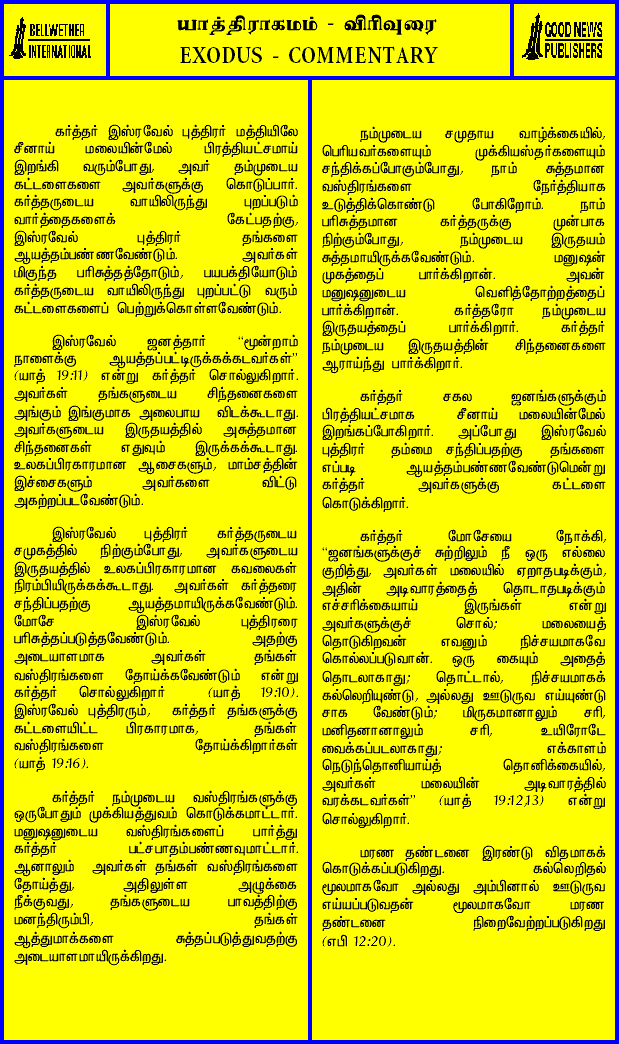 BELLWETHER
INTERNATIONAL
யாத்திராகமம் - விரிவுரை
EXODUS - COMMENTARY
GOOD NEWS
PUBLISHERS
கர்த்தர் இஸ்ரவேல் புத்திரர் மத்தியிலே
சீனாய் மலையின்மேல் பிரத்தியட்சமாய்
இறங்கி வரும்போது, அவர் தம்முடைய
கட்டளைகளை அவர்களுக்கு கொடுப்பார்.
கர்த்தருடைய வாயிலிருந்து புறப்படும்
வார்த்தைகளைக் கேட்பதற்கு,
இஸ்ரவேல் புத்திரர் தங்களை
ஆயத்தம்பண்ணவேண்டும். அவர்கள்
மிகுந்த பரிசுத்தத்தோடும், பயபக்தியோடும்
கர்த்தருடைய வாயிலிருந்து புறப்பட்டு வரும்
கட்டளைகளைப் பெற்றுக்கொள்ளவேண்டும்.
இஸ்ரவேல் ஜனத்தார் “மூன்றாம்
நாளைக்கு ஆயத்தப்பட்டிருக்கக்கடவர்கள்”
(யாத் 19:11) என்று கர்த்தர் சொல்லுகிறார்.
அவர்கள் தங்களுடைய சிந்தனைகளை
அங்கும் இங்குமாக அலைபாய விடக்கூடாது.
அவர்களுடைய இருதயத்தில் அசுத்தமான
சிந்தனைகள் எதுவும் இருக்கக்கூடாது.
உலகப்பிரகாரமான ஆசைகளும், மாம்சத்தின்
இச்சைகளும் அவர்களை விட்டு
அகற்றப்படவேண்டும்.
இஸ்ரவேல் புத்திரர் கர்த்தருடைய
சமுகத்தில் நிற்கும்போது, அவர்களுடைய
இருதயத்தில் உலகப்பிரகாரமான கவலைகள்
நிரம்பியிருக்கக்கூடாது. அவர்கள் கர்த்தரை
சந்திப்பதற்கு ஆயத்தமாயிருக்கவேண்டும்.
மோசே இஸ்ரவேல் புத்திரரை
பரிசுத்தப்படுத்தவேண்டும். அதற்கு
அடையாளமாக அவர்கள் தங்கள்
வஸ்திரங்களை தோய்க்கவேண்டும் என்று
கர்த்தர் சொல்லுகிறார் (யாத் 19:10).
இஸ்ரவேல் புத்திரரும், கர்த்தர் தங்களுக்கு
கட்டளையிட்ட பிரகாரமாக, தங்கள்
வஸ்திரங்களை தோய்க்கிறார்கள்
(யாத் 19:16).
கர்த்தர் நம்முடைய வஸ்திரங்களுக்கு
ஒருபோதும் முக்கியத்துவம் கொடுக்கமாட்டார்.
மனுஷனுடைய வஸ்திரங்களைப் பார்த்து
கர்த்தர் பட்சபாதம்பண்ணவுமாட்டார்.
ஆனாலும் அவர்கள் தங்கள் வஸ்திரங்களை
தோய்த்து, அதிலுள்ள அழுக்கை
நீக்குவது, தங்களுடைய பாவத்திற்கு
மனந்திரும்பி, தங்கள்
ஆத்துமாக்களை சுத்தப்படுத்துவதற்கு
அடையாளமாயிருக்கிறது.
நம்முடைய சமுதாய வாழ்க்கையில்,
பெரியவர்களையும் முக்கியஸ்தர்களையும்
சந்திக்கப்போகும்போது, நாம் சுத்தமான
வஸ்திரங்களை நேர்த்தியாக
உடுத்திக்கொண்டு போகிறோம். நாம்
பரிசுத்தமான கர்த்தருக்கு முன்பாக
நிற்கும்போது, நம்முடைய இருதயம்
சுத்தமாயிருக்கவேண்டும். மனுஷன்
முகத்தைப் பார்க்கிறான். அவன்
மனுஷனுடைய வெளித்தோற்றத்தைப்
பார்க்கிறான். கர்த்தரோ நம்முடைய
இருதயத்தைப் பார்க்கிறார். கர்த்தர்
நம்முடைய இருதயத்தின் சிந்தனைகளை
ஆராய்ந்து பார்க்கிறார்.
கர்த்தர் சகல ஜனங்களுக்கும்
பிரத்தியட்சமாக சீனாய் மலையின்மேல்
இறங்கப்போகிறார். அப்போது இஸ்ரவேல்
புத்திரர் தம்மை சந்திப்பதற்கு தங்களை
எப்படி ஆயத்தம்பண்ணவேண்டுமென்று
கர்த்தர் அவர்களுக்கு கட்டளை
கொடுக்கிறார்.
கர்த்தர் மோசேயை நோக்கி,
“ஜனங்களுக்குச் சுற்றிலும் நீ ஒரு எல்லை
குறித்து, அவர்கள் மலையில் ஏறாதபடிக்கும்,
அதின் அடிவாரத்தைத் தொடாதபடிக்கும்
எச்சரிக்கையாய் இருங்கள் என்று
அவர்களுக்குச் சொல்; மலையைத்
தொடுகிறவன் எவனும் நிச்சயமாகவே
கொல்லப்படுவான். ஒரு கையும் அதைத்
தொடலாகாது; தொட்டால், நிச்சயமாகக்
கல்லெறியுண்டு, அல்லது ஊடுருவ எய்யுண்டு
சாக வேண்டும்; மிருகமானாலும் சரி,
மனிதனானாலும் சரி, உயிரோடே
வைக்கப்படலாகாது; எக்காளம்
நெடுந்தொனியாய்த் தொனிக்கையில்,
அவர்கள் மலையின் அடிவாரத்தில்
வரக்கடவர்கள்” (யாத் 19:12,13) என்று
சொல்லுகிறார்.
மரண தண்டனை இரண்டு விதமாகக்
கொடுக்கப்படுகிறது. கல்லெறிதல்
மூலமாகவோ அல்லது அம்பினால் ஊடுருவ
எய்யப்படுவதன் மூலமாகவோ மரண
தண்டனை நிறைவேற்றப்படுகிறது
(எபி 12:20).